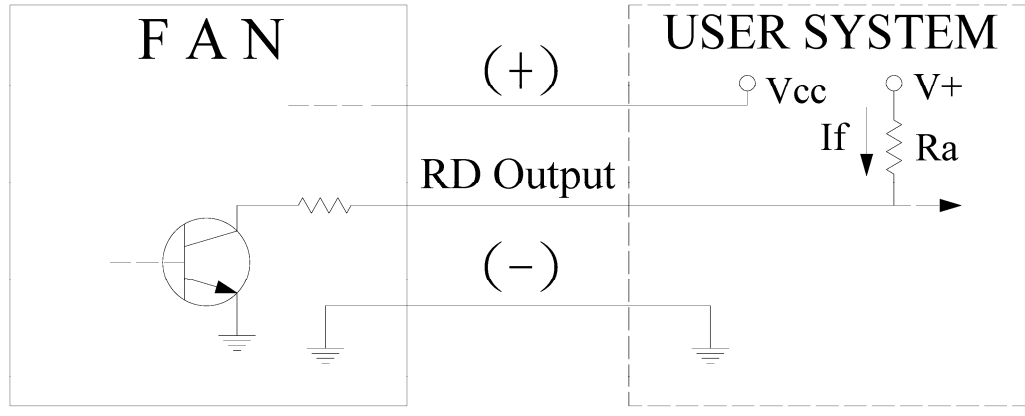 F A N
USER SYSTEM
(+)
Vcc
V+
If
Ra
RD Output
(-)